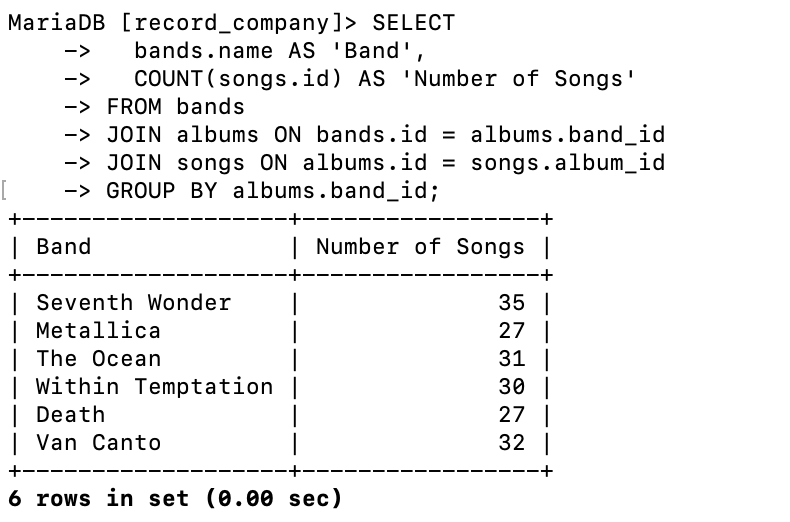 MariaDB [record_company]> SELECT
    ->   bands.name AS 'Band',
    ->   COUNT(songs.id) AS 'Number of Songs'
    -> FROM bands
    -> JOIN albums ON bands.id = albums.band_id
    -> JOIN songs ON albums.id = songs.album_id
[    -> GROUP BY albums.band_id;
+-------------------+-----------------+
| Band              | Number of Songs |
+-------------------+-----------------+
| Seventh Wonder    |              35 |
| Metallica         |              27 |
| The Ocean         |              31 |
| Within Temptation |              30 |
| Death             |              27 |
| Van Canto         |              32 |
+-------------------+-----------------+
6 rows in set (0.00 sec)